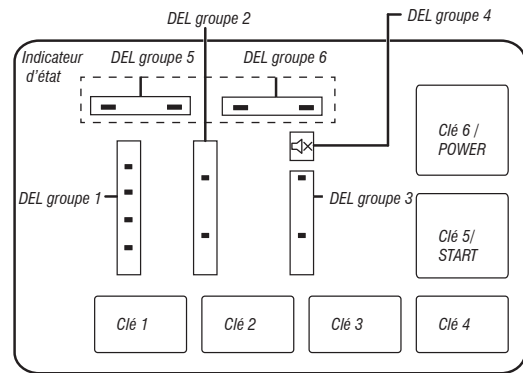 DEL groupe 2
DEL groupe 4
Indicateur
d'état
DEL groupe 5
DEL groupe 6
Clé 6 /
POWER
DEL groupe 1
DEL groupe 3
Clé 5/
START
Clé 1
Clé 2
Clé 3
Clé 4